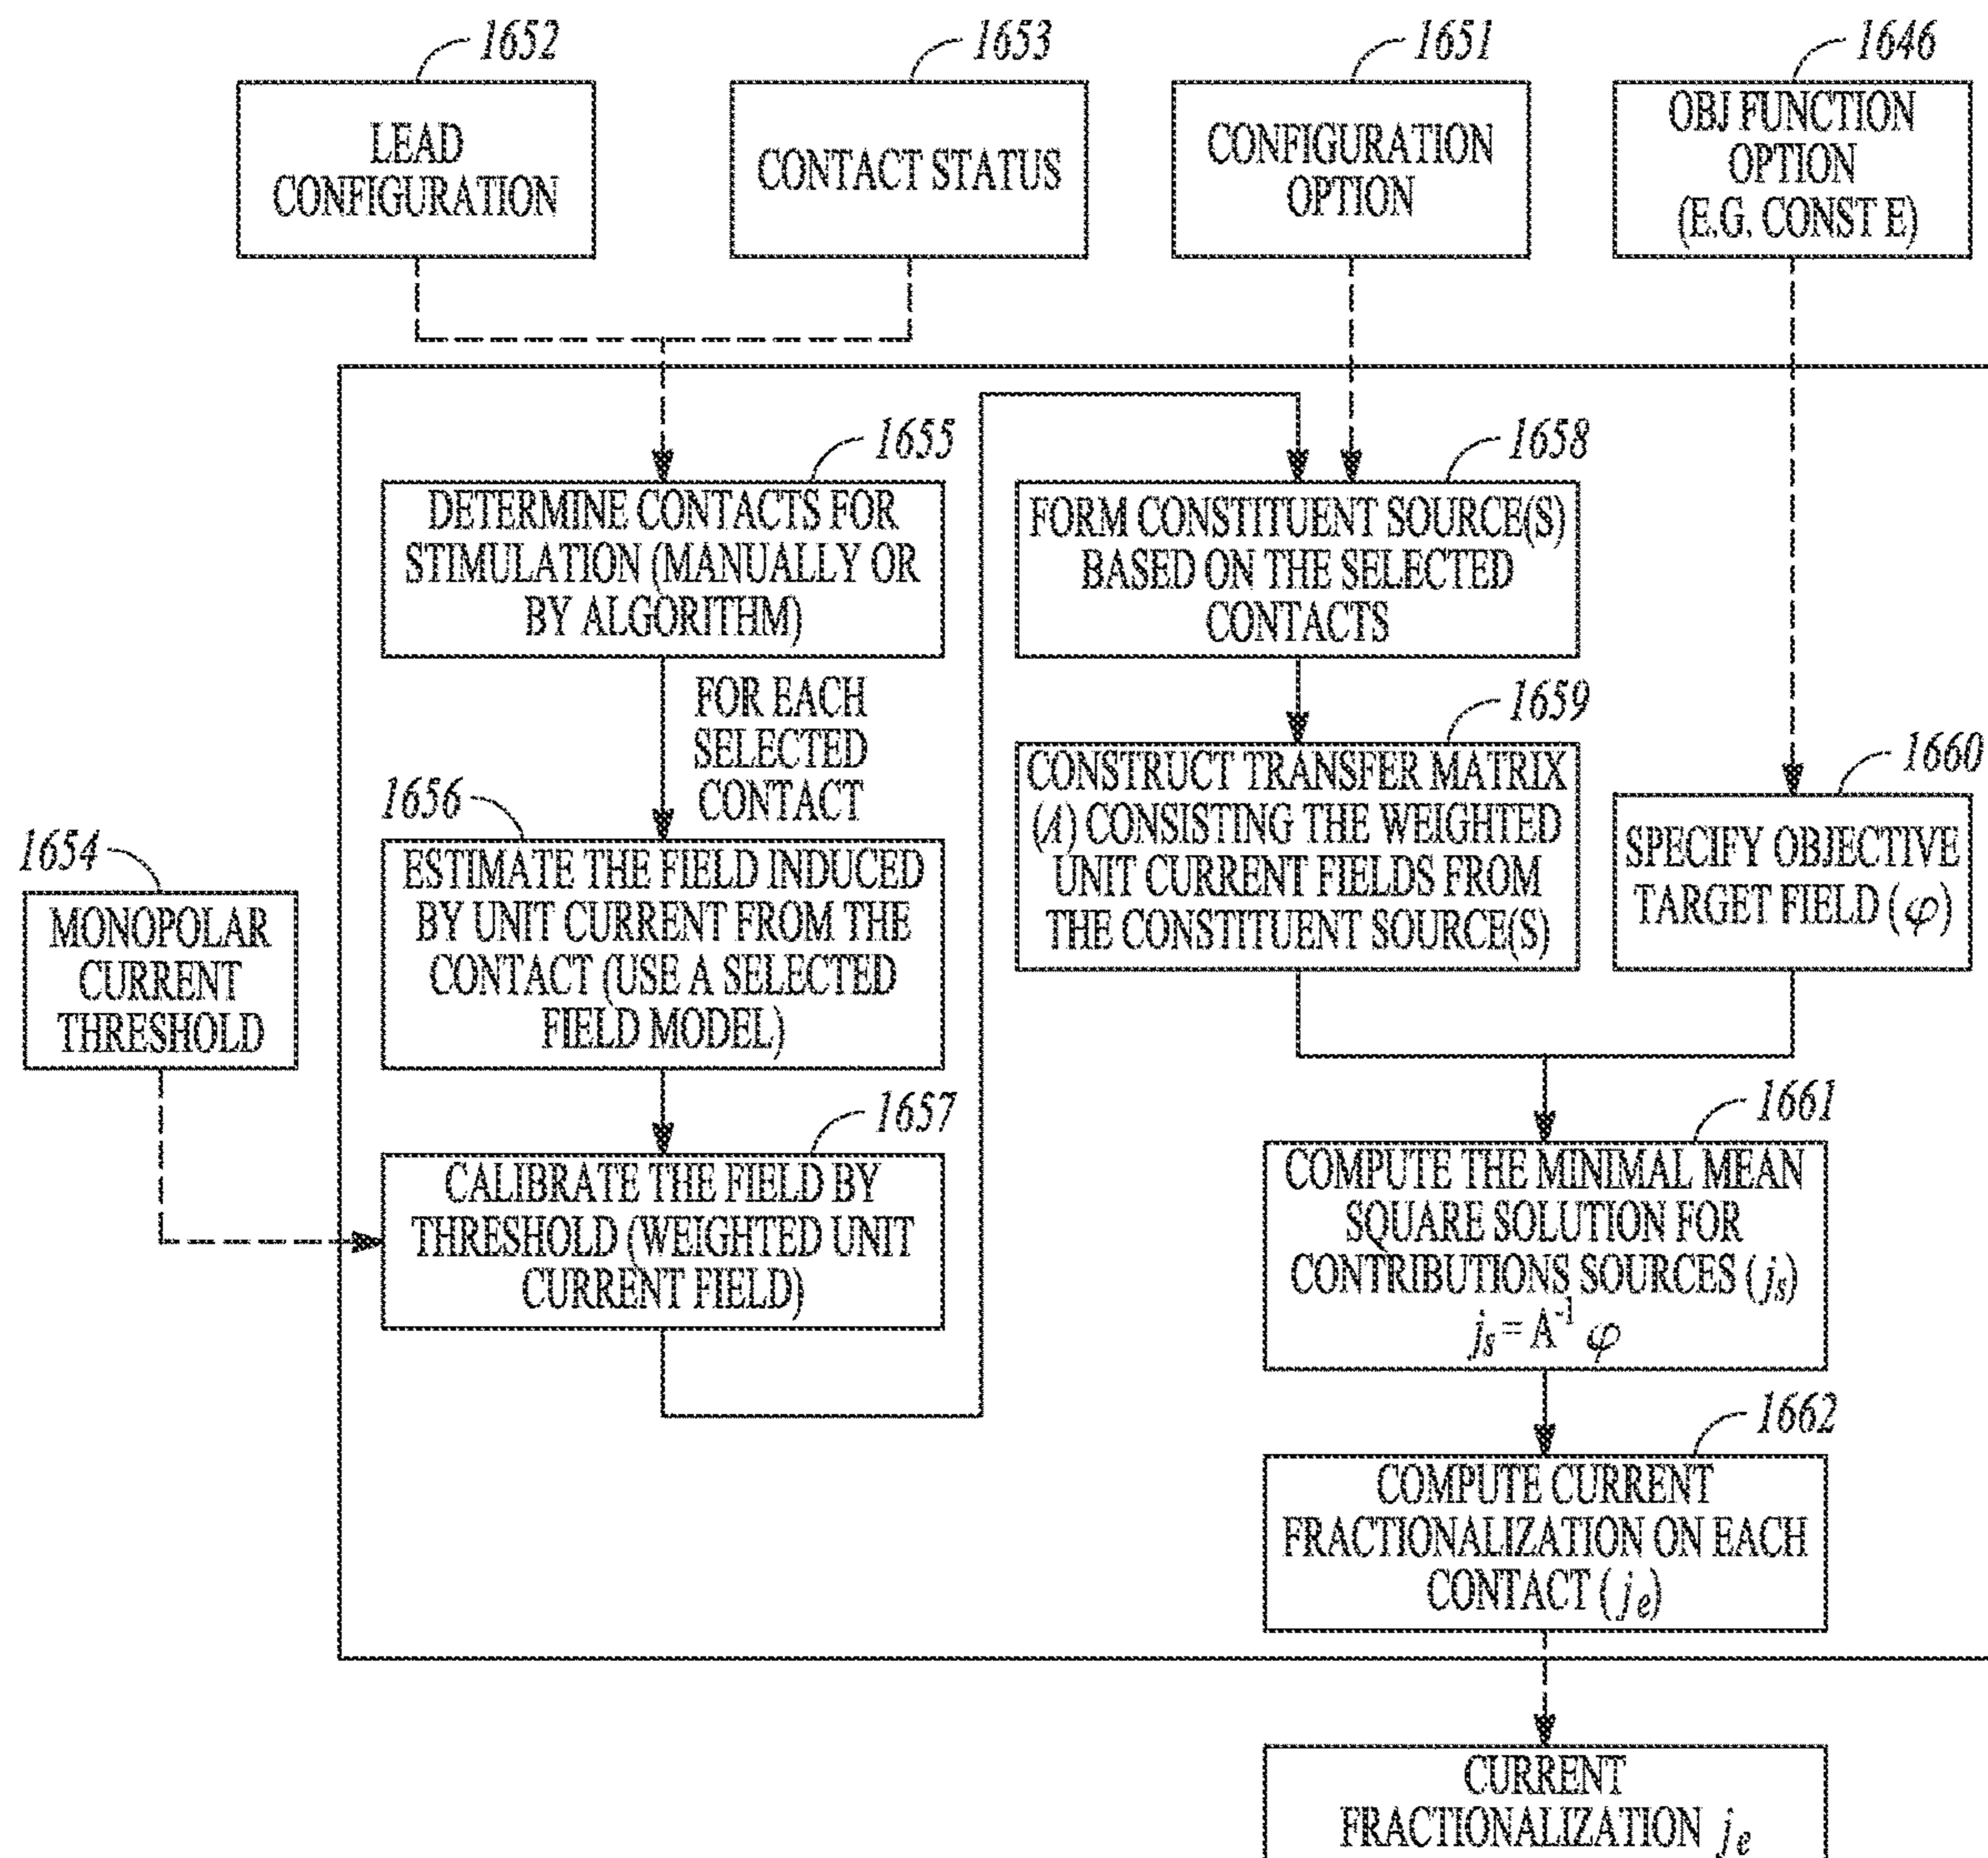 1652
LEAD
CONFIGURATION
1653
CONTACT STATUS
1651
CONFIGURATION
OPTION
1646
OBJ FUNCTION
OPTION
(E.G. CONST E)
1655
DETERMINE CONTACTS FOR
STIMULATION (MANUALLY OR
BY ALGORITHM)
FOR EACH
SELECTED
CONTACT
1656
ESTIMATE THE FIELD INDUCED
BY UNIT CURRENT FROM THE
CONTACT (USE A SELECTED
FIELD MODEL)
1654
MONOPOLAR
CURRENT
THRESHOLD
1657
CALIBRATE THE FIELD BY
THRESHOLD (WEIGHTED UNIT
CURRENT FIELD)
1658
FORM CONSTITUENT SOURCE(S)
BASED ON THE SELECTED
CONTACTS
1659
CONSTRUCT TRANSFER MATRIX
(A) CONSISTING THE WEIGHTED
UNIT CURRENT FIELDS FROM
THE CONSTITUENT SOURCE(S)
1660
SPECIFY OBJECTIVE
TARGET FIELD (φ)
1661
COMPUTE THE MINIMAL MEAN
SQUARE SOLUTION FOR
CONTRIBUTIONS SOURCES (jₛ)
jₛ = A⁻¹ φ
1662
COMPUTE CURRENT
FRACTIONALIZATION ON EACH
CONTACT (jₑ)
CURRENT
FRACTIONALIZATION jₑ